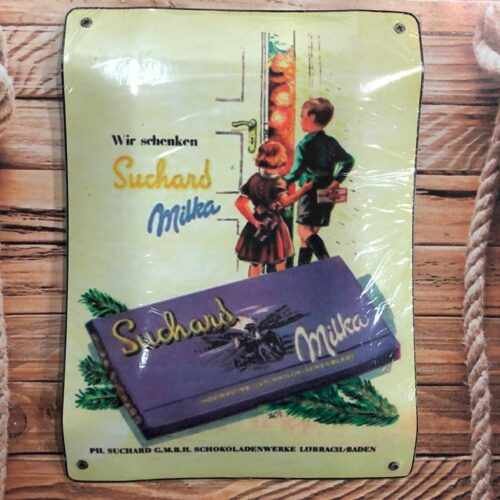 Wir schenken
Suchard
Milka
Suchard
Milka
PH. SUCHARD G.M.B.H. SCHOKOLADENWERKE LÖRRACH/BADEN